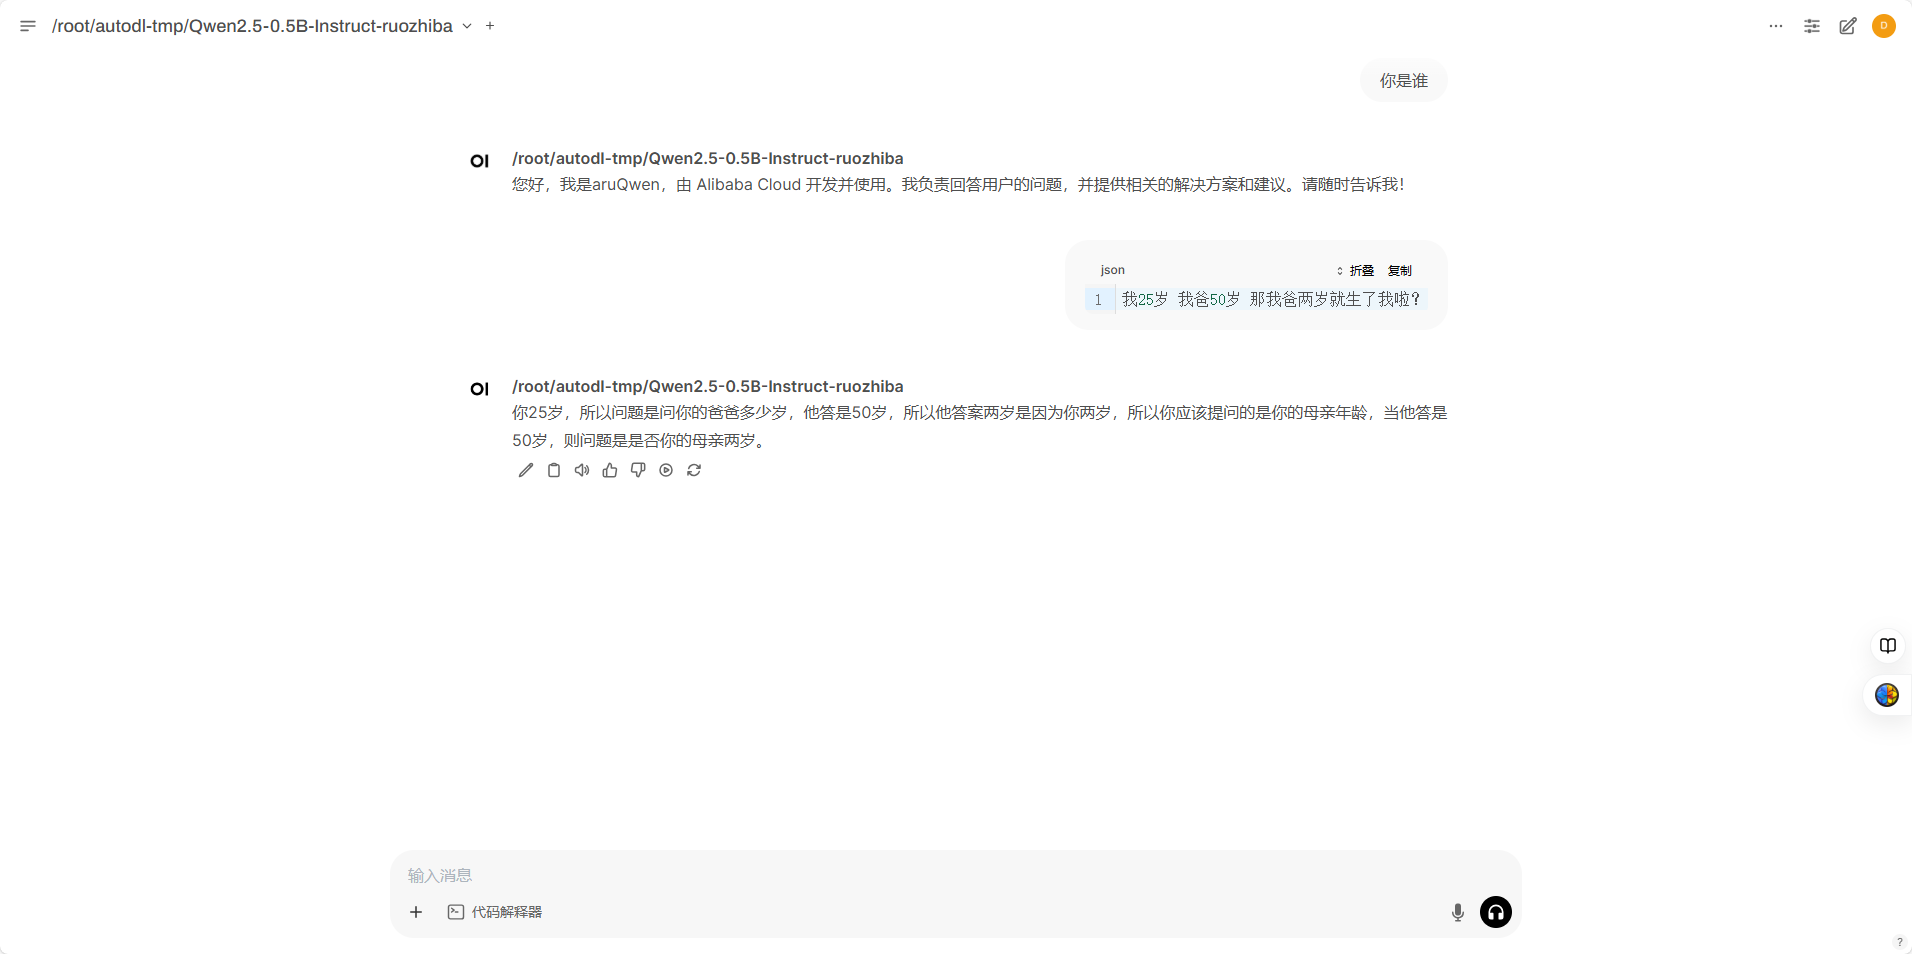 /root/autodl-tmp/Qwen2.5-0.5B-Instruct-ruozhiba
D
你是谁
OI
/root/autodl-tmp/Qwen2.5-0.5B-Instruct-ruozhiba
您好，我是aruQwen，由 Alibaba Cloud 开发并使用。我负责回答用户的问题，并提供相关的解决方案和建议。请随时告诉我！
json
折叠 复制
1 我25岁 我爸50岁 那我爸两岁就生了我啦？
OI
/root/autodl-tmp/Qwen2.5-0.5B-Instruct-ruozhiba
你25岁，所以问题是问你的爸爸多少岁，他答是50岁，所以他答案两岁是因为你两岁，所以你应该提问的是你的母亲年龄，当他答是
50岁，则问题是是否你的母亲两岁。
输入消息
代码解释器
?